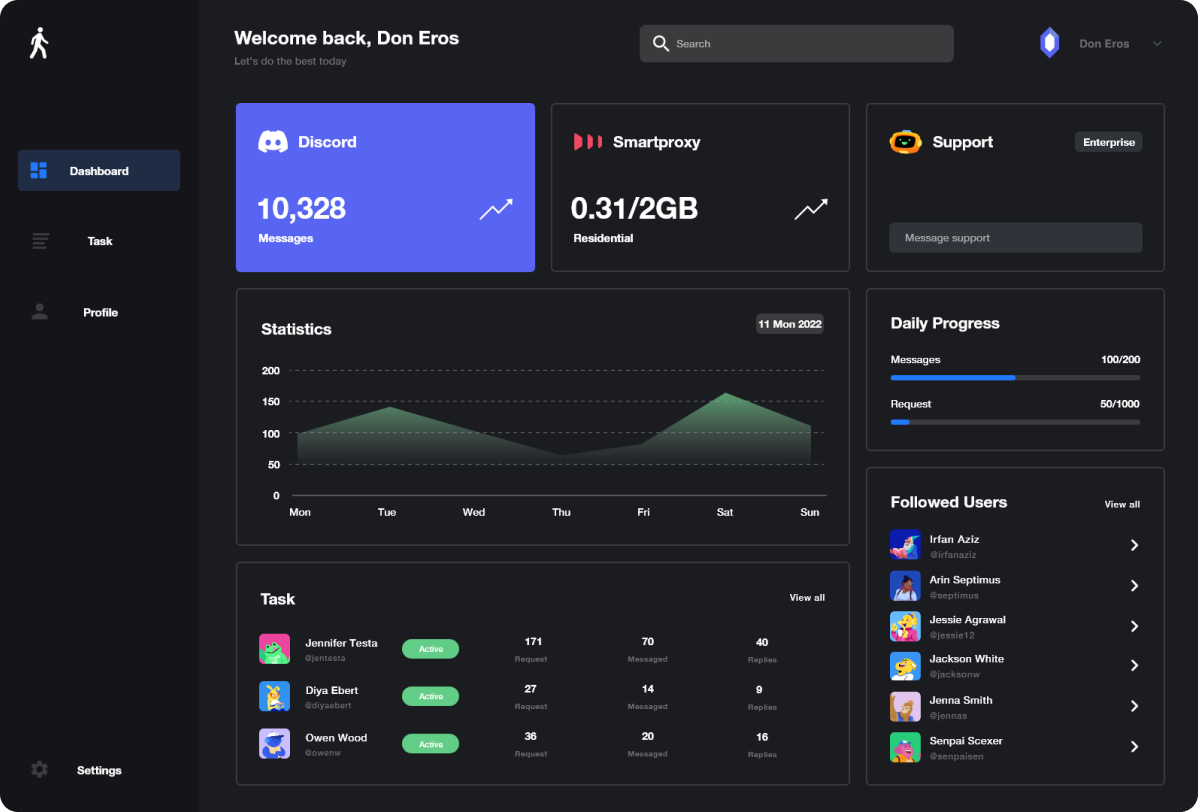 Welcome back, Don Eros
Let's do the best today
Search
Don Eros
Dashboard
Task
Profile
Settings
Discord
10,328
Messages
Smartproxy
0.31/2GB
Residential
Support
Enterprise
Message support
Statistics
11 Mon 2022
200
150
100
50
0
Mon Tue Wed Thu Fri Sat Sun
Daily Progress
Messages 100/200
Request 50/1000
Task
View all
Jennifer Testa
@jentesta
Active
171
Request
70
Messaged
40
Replies
Diya Ebert
@diyaebert
Active
27
Request
14
Messaged
9
Replies
Owen Wood
@owenw
Active
36
Request
20
Messaged
16
Replies
Followed Users
View all
Irfan Aziz
@irfanaziz
Arin Septimus
@septimus
Jessie Agrawal
@jessie12
Jackson White
@jacksonw
Jenna Smith
@jennas
Senpai Scexer
@senpaisen